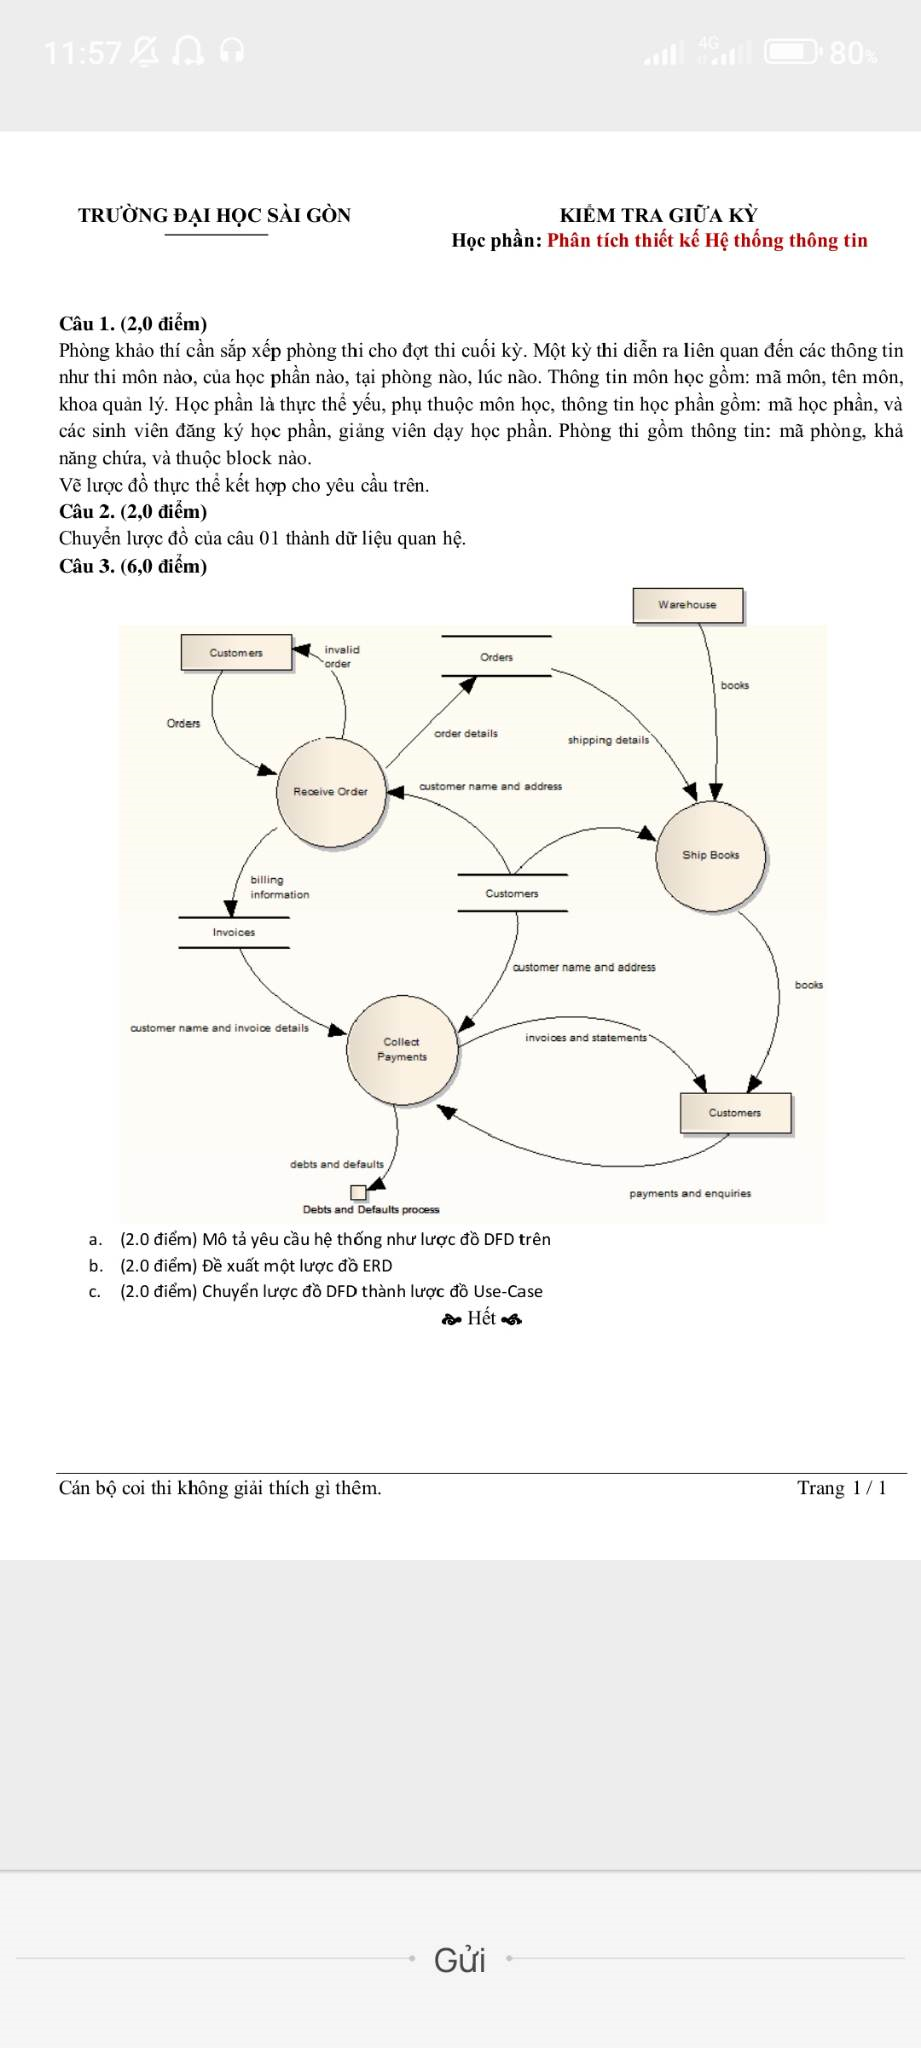 11:57
4G
80%
TRƯỜNG ĐẠI HỌC SÀI GÒN
KIỂM TRA GIỮA KỲ
Học phần: Phân tích thiết kế Hệ thống thông tin
Câu 1. (2,0 điểm)
Phòng khảo thí cần sắp xếp phòng thi cho đợt thi cuối kỳ. Một kỳ thi diễn ra liên quan đến các thông tin
như thi môn nào, của học phần nào, tại phòng nào, lúc nào. Thông tin môn học gồm: mã môn, tên môn,
khoa quản lý. Học phần là thực thể yếu, phụ thuộc môn học, thông tin học phần gồm: mã học phần, và
các sinh viên đăng ký học phần, giảng viên dạy học phần. Phòng thi gồm thông tin: mã phòng, khả
năng chứa, và thuộc block nào.
Vẽ lược đồ thực thể kết hợp cho yêu cầu trên.
Câu 2. (2,0 điểm)
Chuyển lược đồ của câu 01 thành dữ liệu quan hệ.
Câu 3. (6,0 điểm)
Warehouse
Customers
invalid
order
Orders
books
Orders
order details
shipping details
Receive Order
customer name and address
Ship Books
billing
information
Customers
Invoices
customer name and address
books
customer name and invoice details
Collect
Payments
invoices and statements
Customers
debts and defaults
payments and enquiries
Debts and Defaults process
a. (2.0 điểm) Mô tả yêu cầu hệ thống như lược đồ DFD trên
b. (2.0 điểm) Đề xuất một lược đồ ERD
c. (2.0 điểm) Chuyển lược đồ DFD thành lược đồ Use-Case
Hết
Cán bộ coi thi không giải thích gì thêm.
Trang 1 / 1
Gửi